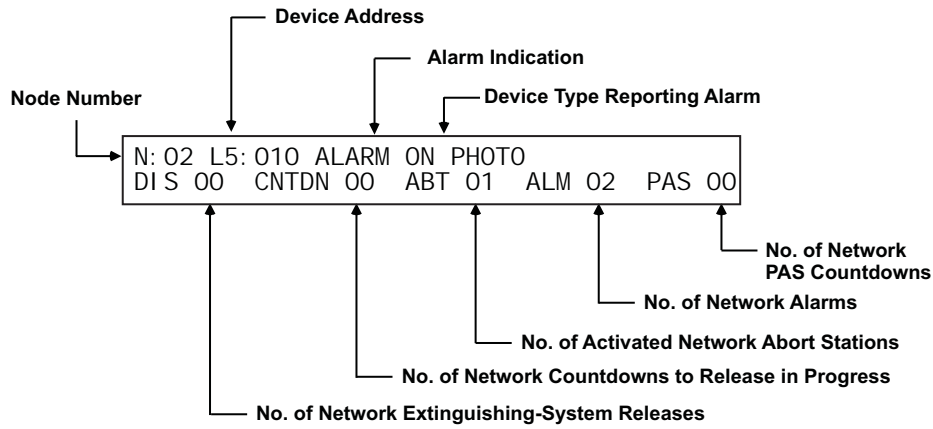 Device Address
Alarm Indication
Device Type Reporting Alarm
Node Number
N:02 L5:010 ALARM ON PHOTO
DIS 00 CNTDN 00 ABT 01 ALM 02 PAS 00
No. of Network
PAS Countdowns
No. of Network Alarms
No. of Activated Network Abort Stations
No. of Network Countdowns to Release in Progress
No. of Network Extinguishing-System Releases